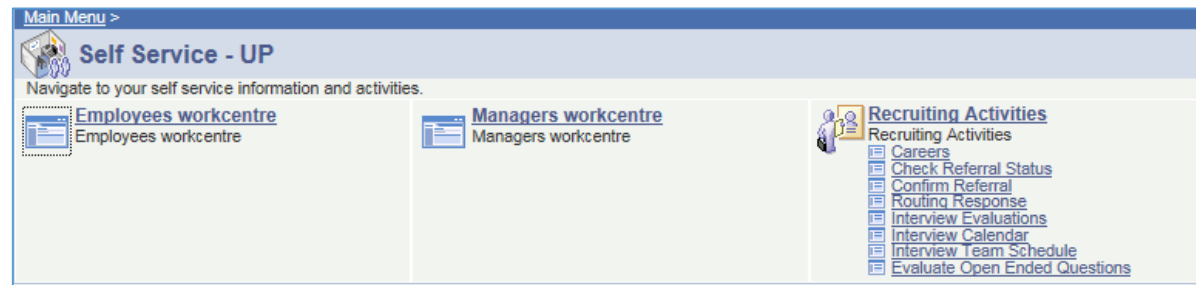 Main Menu >
Self Service - UP
Navigate to your self service information and activities.
Employees workcentre
Employees workcentre
Managers workcentre
Managers workcentre
Recruiting Activities
Recruiting Activities
Careers
Check Referral Status
Confirm Referral
Routing Response
Interview Evaluations
Interview Calendar
Interview Team Schedule
Evaluate Open Ended Questions